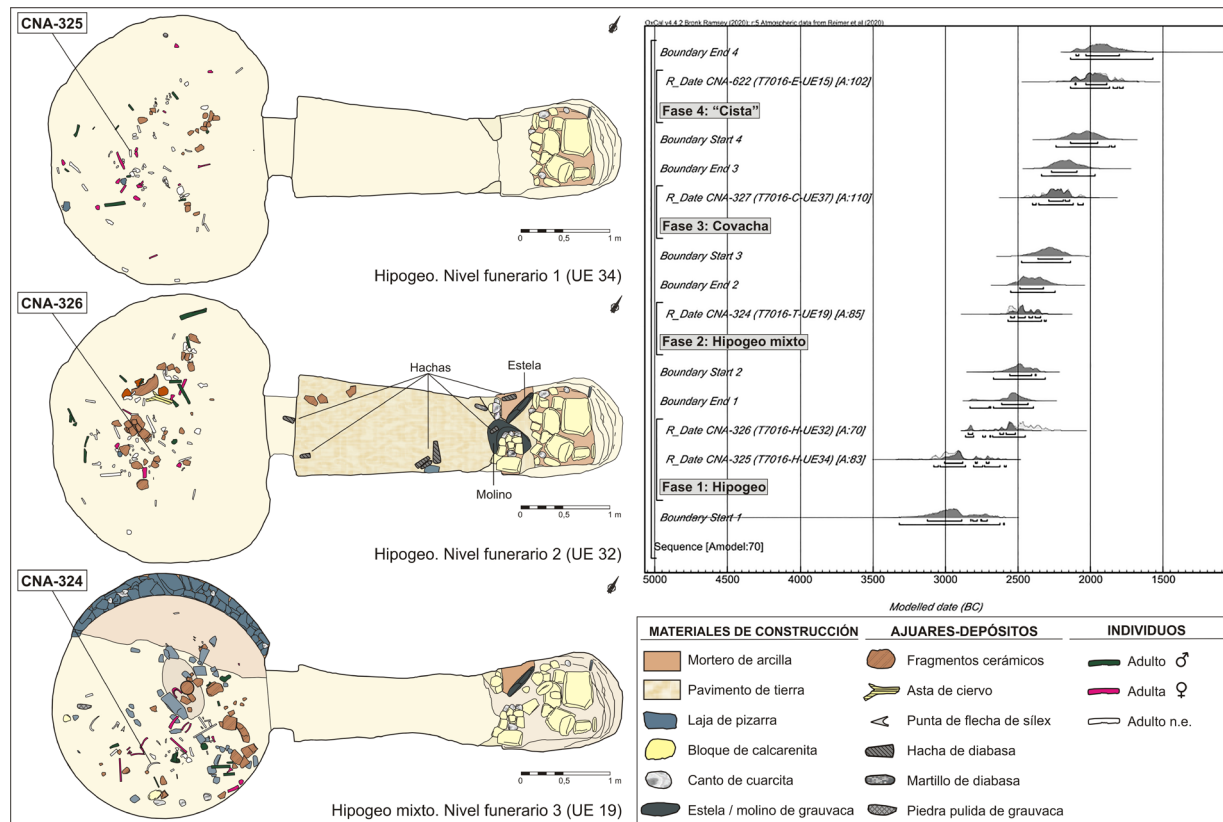 CNA-325
0 0,5 1 m
Hipogeo. Nivel funerario 1 (UE 34)
CNA-326
Hachas
Estela
Molino
0 0,5 1 m
Hipogeo. Nivel funerario 2 (UE 32)
CNA-324
0 0,5 1 m
Hipogeo mixto. Nivel funerario 3 (UE 19)
OxCal v4.4.2 Bronk Ramsey (2020); r:5 Atmospheric data from Reimer et al (2020)
Boundary End 4
R_Date CNA-622 (T7016-E-UE15) [A:102]
Fase 4: “Cista”
Boundary Start 4
Boundary End 3
R_Date CNA-327 (T7016-C-UE37) [A:110]
Fase 3: Covacha
Boundary Start 3
Boundary End 2
R_Date CNA-324 (T7016-T-UE19) [A:85]
Fase 2: Hipogeo mixto
Boundary Start 2
Boundary End 1
R_Date CNA-326 (T7016-H-UE32) [A:70]
R_Date CNA-325 (T7016-H-UE34) [A:83]
Fase 1: Hipogeo
Boundary Start 1
Sequence [Amodel:70]
5000 4500 4000 3500 3000 2500 2000 1500
Modelled date (BC)
MATERIALES DE CONSTRUCCIÓN
Mortero de arcilla
Pavimento de tierra
Laja de pizarra
Bloque de calcarenita
Canto de cuarcita
Estela / molino de grauvaca
AJUARES-DEPÓSITOS
Fragmentos cerámicos
Asta de ciervo
Punta de flecha de sílex
Hacha de diabasa
Martillo de diabasa
Piedra pulida de grauvaca
INDIVIDUOS
Adulto ♂
Adulta ♀
Adulto n.e.